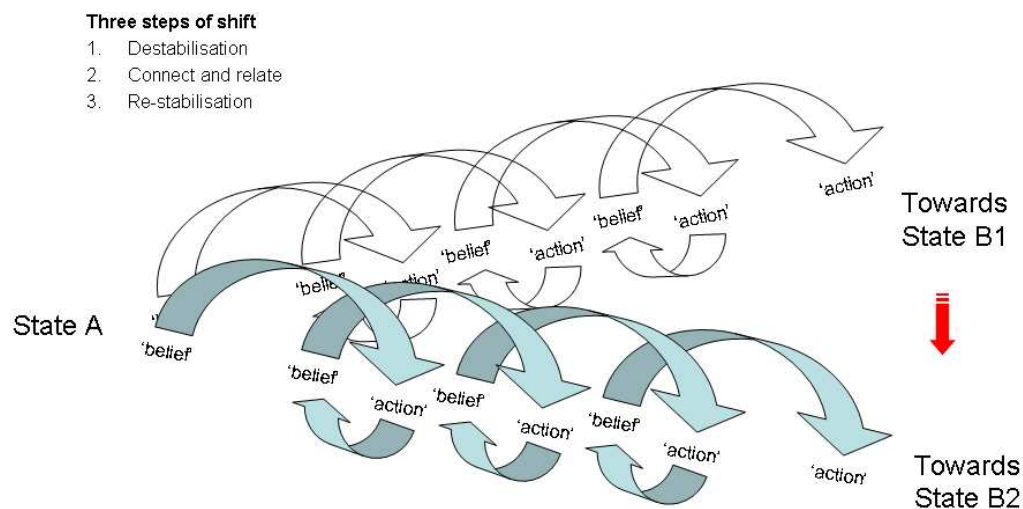 Three steps of shift
1. Destabilisation
2. Connect and relate
3. Re-stabilisation
'action'
Towards
State B1
'belief'
'action'
'belief'
'action'
'belief'
State A
'belief'
'belief'
'action'
'belief'
'action'
'belief'
'action'
'action'
Towards
State B2